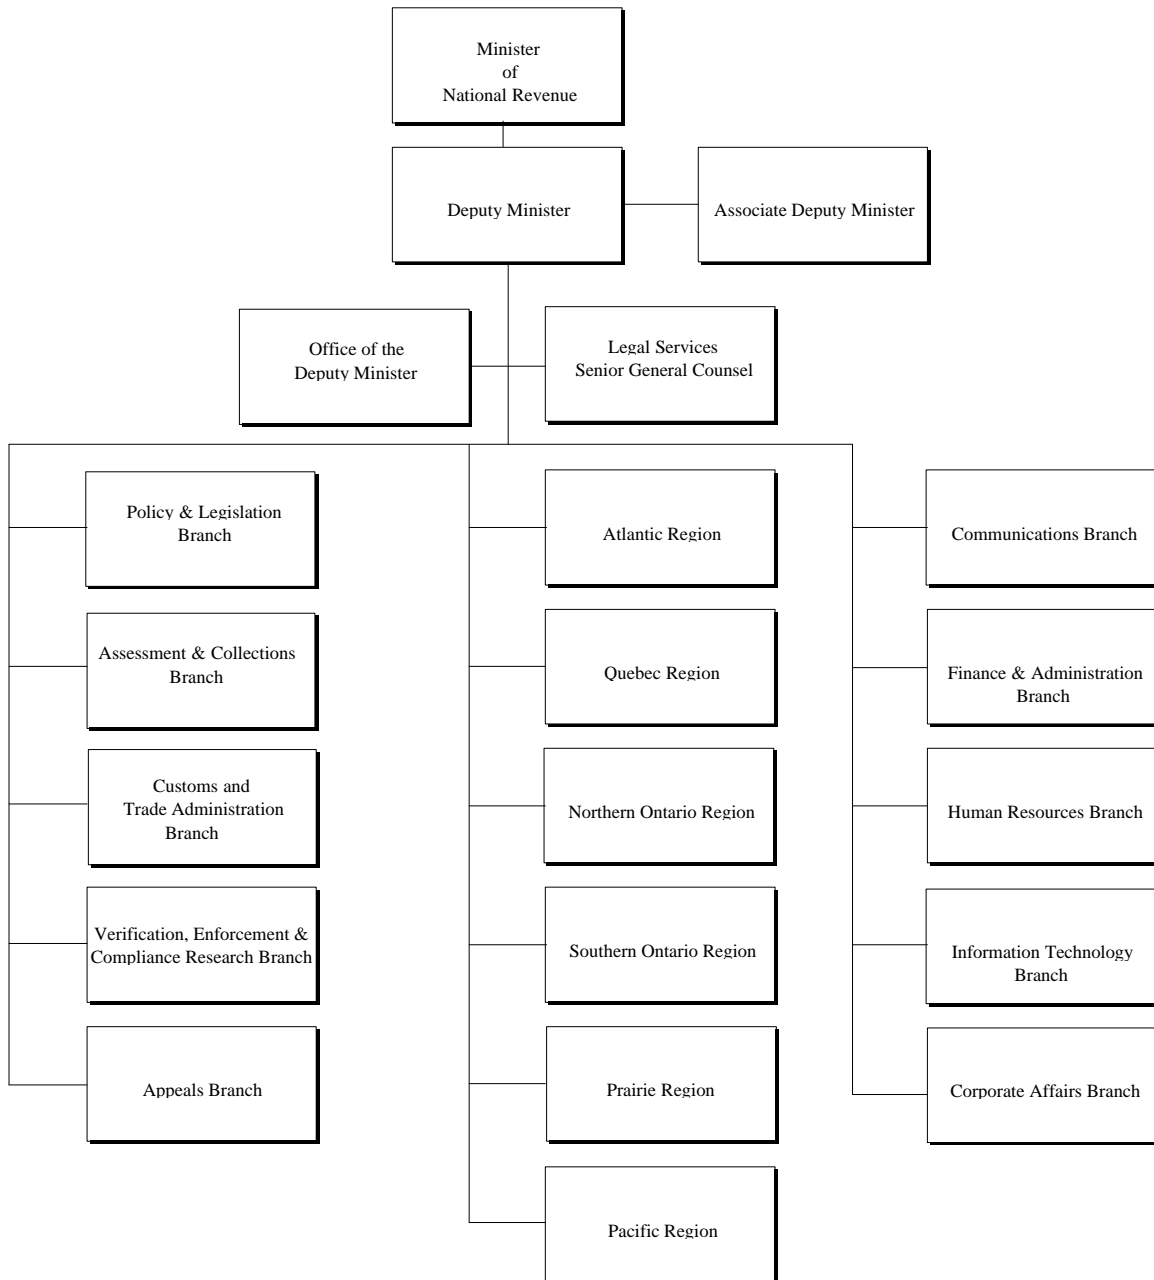 Minister
of
National Revenue
Deputy Minister
Associate Deputy Minister
Office of the
Deputy Minister
Legal Services
Senior General Counsel
Policy & Legislation
Branch
Assessment & Collections
Branch
Customs and
Trade Administration
Branch
Verification, Enforcement &
Compliance Research Branch
Appeals Branch
Atlantic Region
Quebec Region
Northern Ontario Region
Southern Ontario Region
Prairie Region
Pacific Region
Communications Branch
Finance & Administration
Branch
Human Resources Branch
Information Technology
Branch
Corporate Affairs Branch